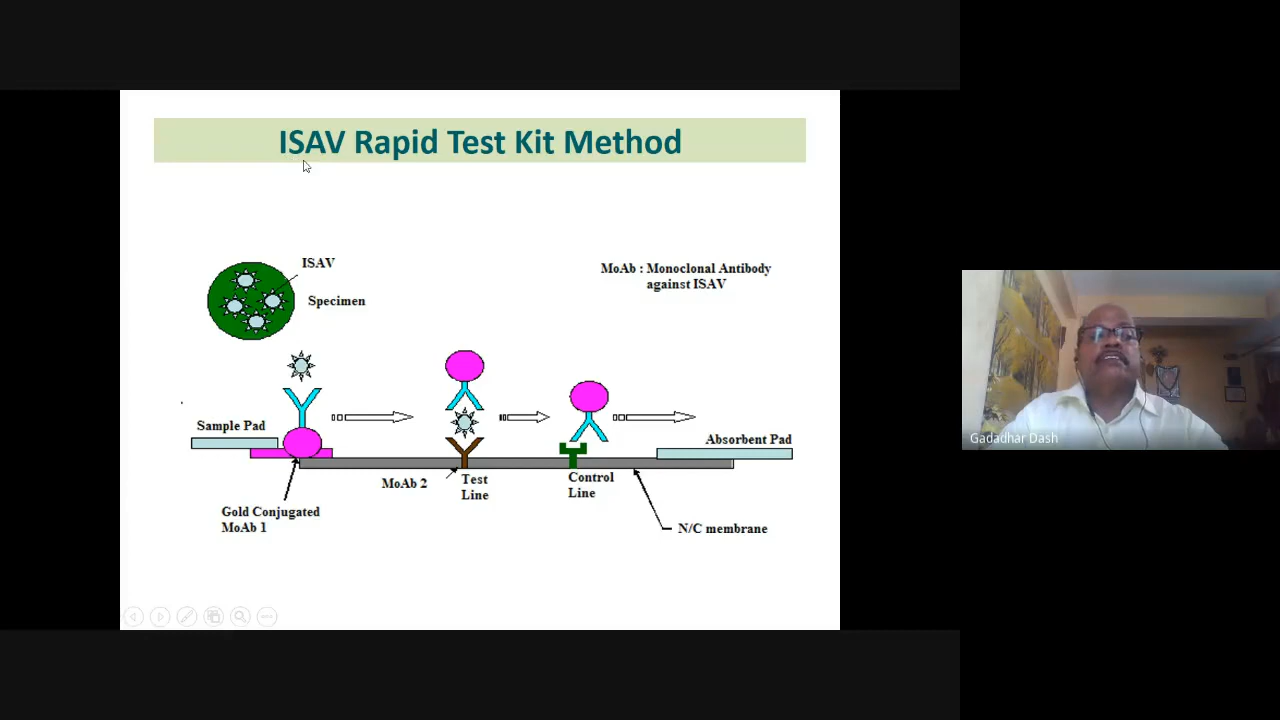 ISAV Rapid Test Kit Method
ISAV
Specimen
MoAb : Monoclonal Antibody
against ISAV
Sample Pad
Absorbent Pad
MoAb 2
Test
Line
Control
Line
Gold Conjugated
MoAb 1
N/C membrane
Gadadhar Dash